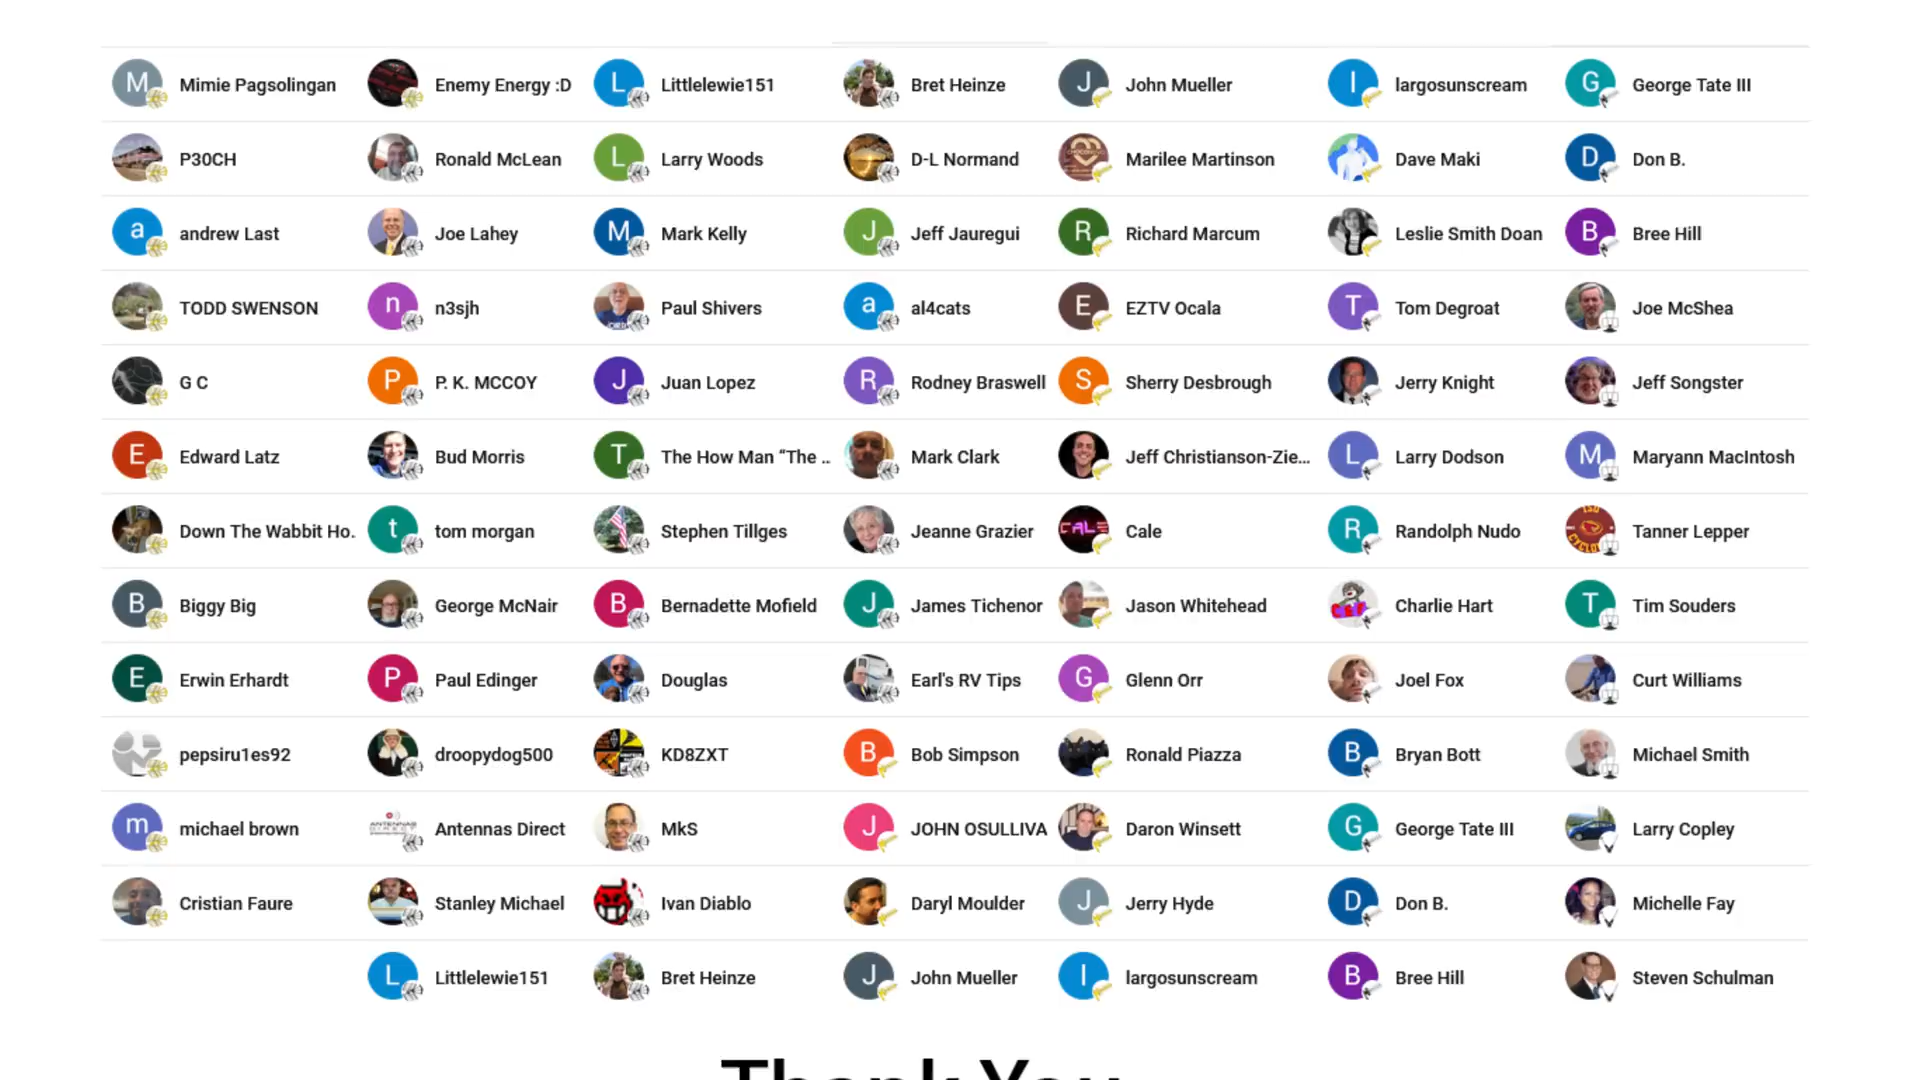 Mimie Pagsolingan Enemy Energy :D Littlelewie151 Bret Heinze John Mueller largosunscream George Tate III
P30CH Ronald McLean Larry Woods D-L Normand Marilee Martinson Dave Maki Don B.
andrew Last Joe Lahey Mark Kelly Jeff Jauregui Richard Marcum Leslie Smith Doan Bree Hill
TODD SWENSON n3sjh Paul Shivers al4cats EZTV Ocala Tom Degroat Joe McShea
G C P. K. MCCOY Juan Lopez Rodney Braswell Sherry Desbrough Jerry Knight Jeff Songster
Edward Latz Bud Morris The How Man “The .. Mark Clark Jeff Christianson-Zie... Larry Dodson Maryann MacIntosh
Down The Wabbit Ho. tom morgan Stephen Tillges Jeanne Grazier Cale Randolph Nudo Tanner Lepper
Biggy Big George McNair Bernadette Mofield James Tichenor Jason Whitehead Charlie Hart Tim Souders
Erwin Erhardt Paul Edinger Douglas Earl's RV Tips Glenn Orr Joel Fox Curt Williams
pepsiru1es92 droopydog500 KD8ZXT Bob Simpson Ronald Piazza Bryan Bott Michael Smith
michael brown Antennas Direct MkS JOHN OSULLIVA Daron Winsett George Tate III Larry Copley
Cristian Faure Stanley Michael Ivan Diablo Daryl Moulder Jerry Hyde Don B. Michelle Fay
Littlelewie151 Bret Heinze John Mueller largosunscream Bree Hill Steven Schulman
Thank You